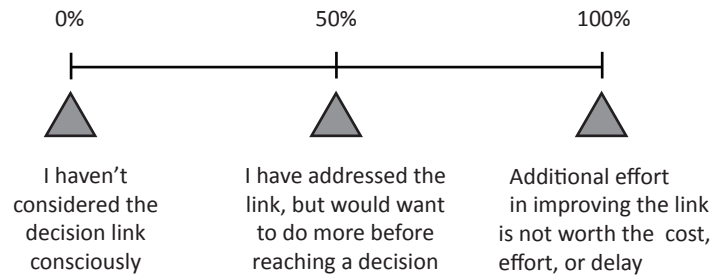 0%
50%
100%
I haven’t
considered the
decision link
consciously
I have addressed the
link, but would want
to do more before
reaching a decision
Additional effort
in improving the link
is not worth the cost,
effort, or delay